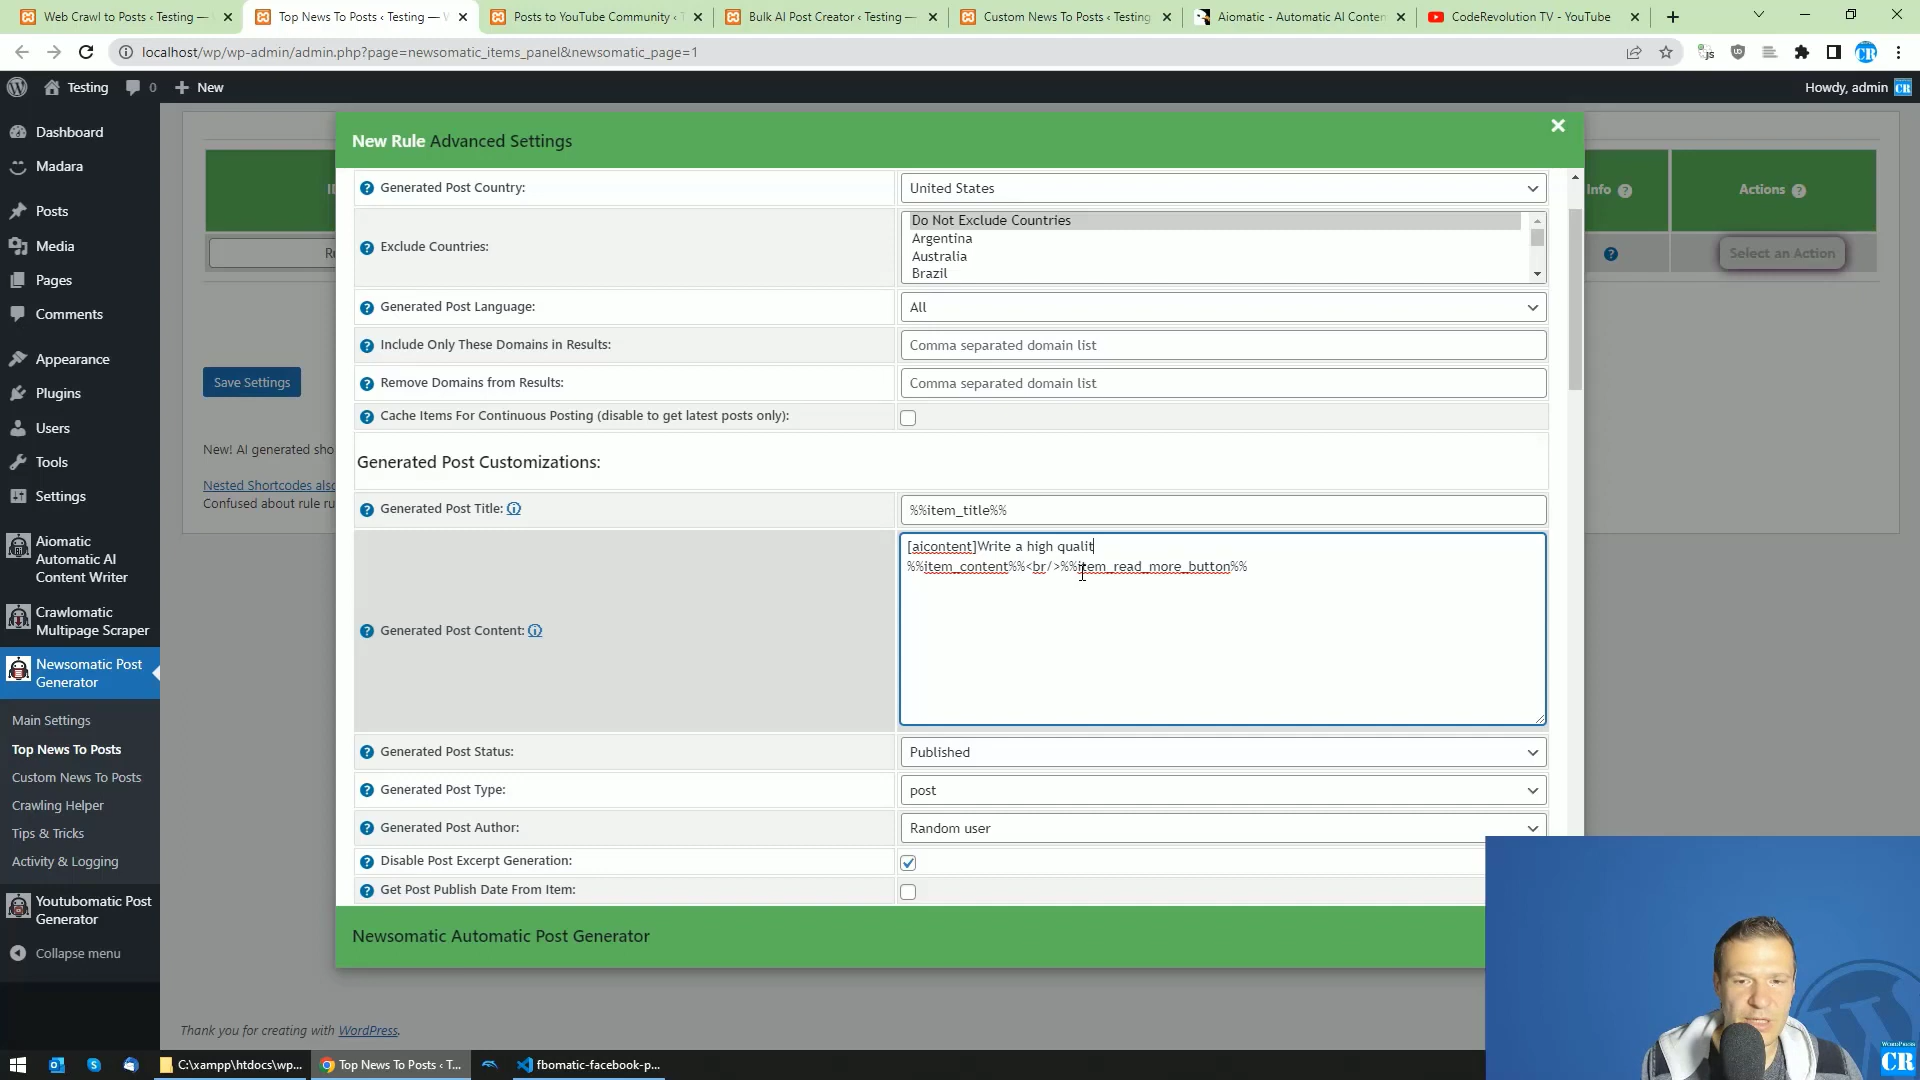 Web Crawl to Posts ‹ Testing —
Top News To Posts ‹ Testing —
Posts to YouTube Community ‹ T
Bulk AI Post Creator ‹ Testing —
Custom News To Posts ‹ Testing
Aiomatic - Automatic AI Conten
CodeRevolution TV - YouTube
localhost/wp/wp-admin/admin.php?page=newsomatic_items_panel&newsomatic_page=1
Testing
0
New
Howdy, admin
Dashboard
Madara
Posts
Media
Pages
Comments
Appearance
Plugins
Users
Tools
Settings
Aiomatic
Automatic AI
Content Writer
Crawlomatic
Multipage Scraper
Newsomatic Post
Generator
Main Settings
Top News To Posts
Custom News To Posts
Crawling Helper
Tips & Tricks
Activity & Logging
Youtubomatic Post
Generator
Collapse menu
Info
Actions
Select an Action
Save Settings
New! AI generated sho
Nested Shortcodes also
Confused about rule ru
Thank you for creating with WordPress.
New Rule Advanced Settings
Generated Post Country:
United States
Exclude Countries:
Do Not Exclude Countries
Argentina
Australia
Brazil
Generated Post Language:
All
Include Only These Domains in Results:
Comma separated domain list
Remove Domains from Results:
Comma separated domain list
Cache Items For Continuous Posting (disable to get latest posts only):
Generated Post Customizations:
Generated Post Title:
%%item_title%%
Generated Post Content:
[aicontent]Write a high qualit
%%item_content%%<br/>%%item_read_more_button%%
Generated Post Status:
Published
Generated Post Type:
post
Generated Post Author:
Random user
Disable Post Excerpt Generation:
Get Post Publish Date From Item:
Newsomatic Automatic Post Generator
C:\xampp\htdocs\wp...
Top News To Posts ‹ T...
fbomatic-facebook-p...
WORDPRESS
CR